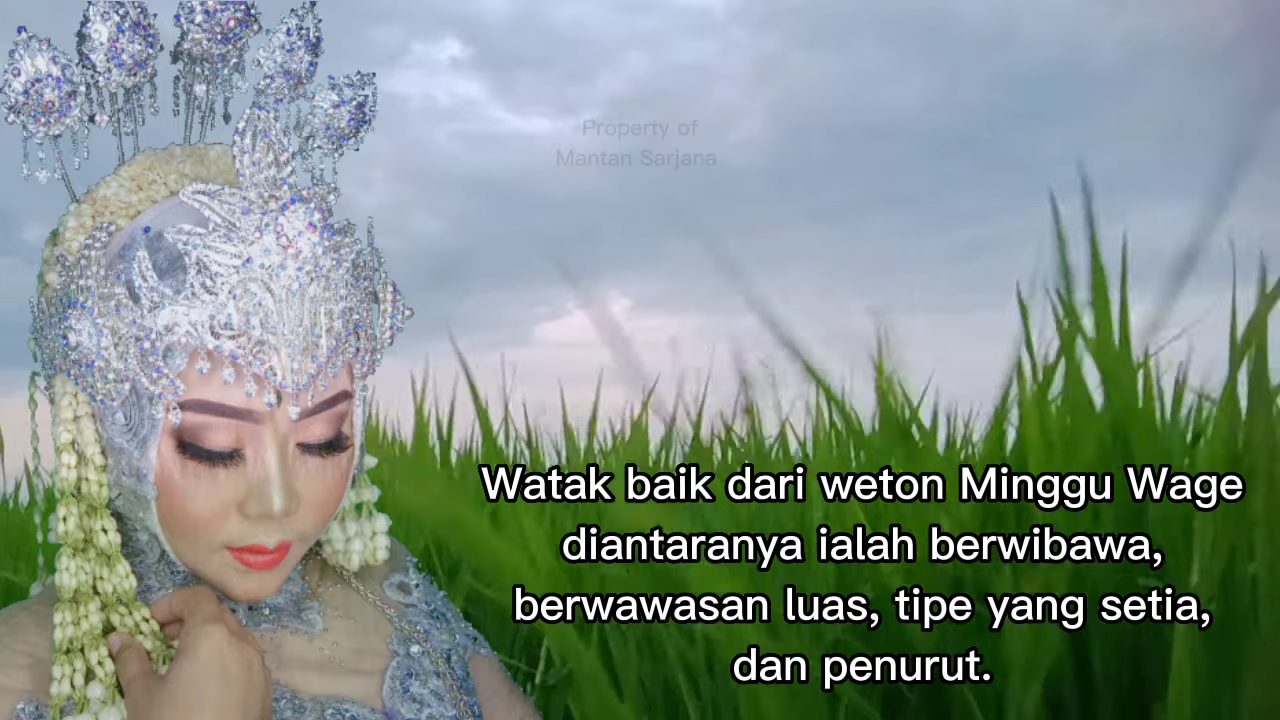 Property of
Mantan Sarjana
Watak baik dari weton Minggu Wage
diantaranya ialah berwibawa,
berwawasan luas, tipe yang setia,
dan penurut.